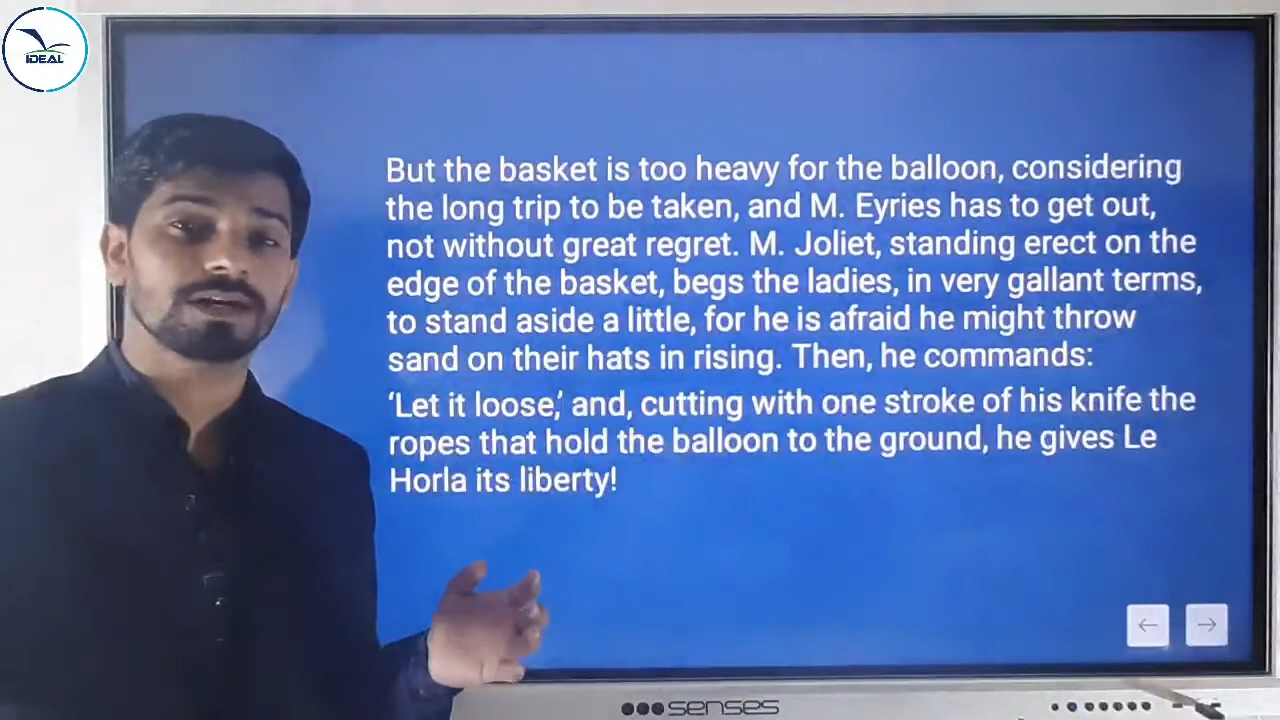 IDEAL
But the basket is too heavy for the balloon, considering
the long trip to be taken, and M. Eyries has to get out,
not without great regret. M. Joliet, standing erect on the
edge of the basket, begs the ladies, in very gallant terms,
to stand aside a little, for he is afraid he might throw
sand on their hats in rising. Then, he commands:
‘Let it loose,’ and, cutting with one stroke of his knife the
ropes that hold the balloon to the ground, he gives Le
Horla its liberty!
senses